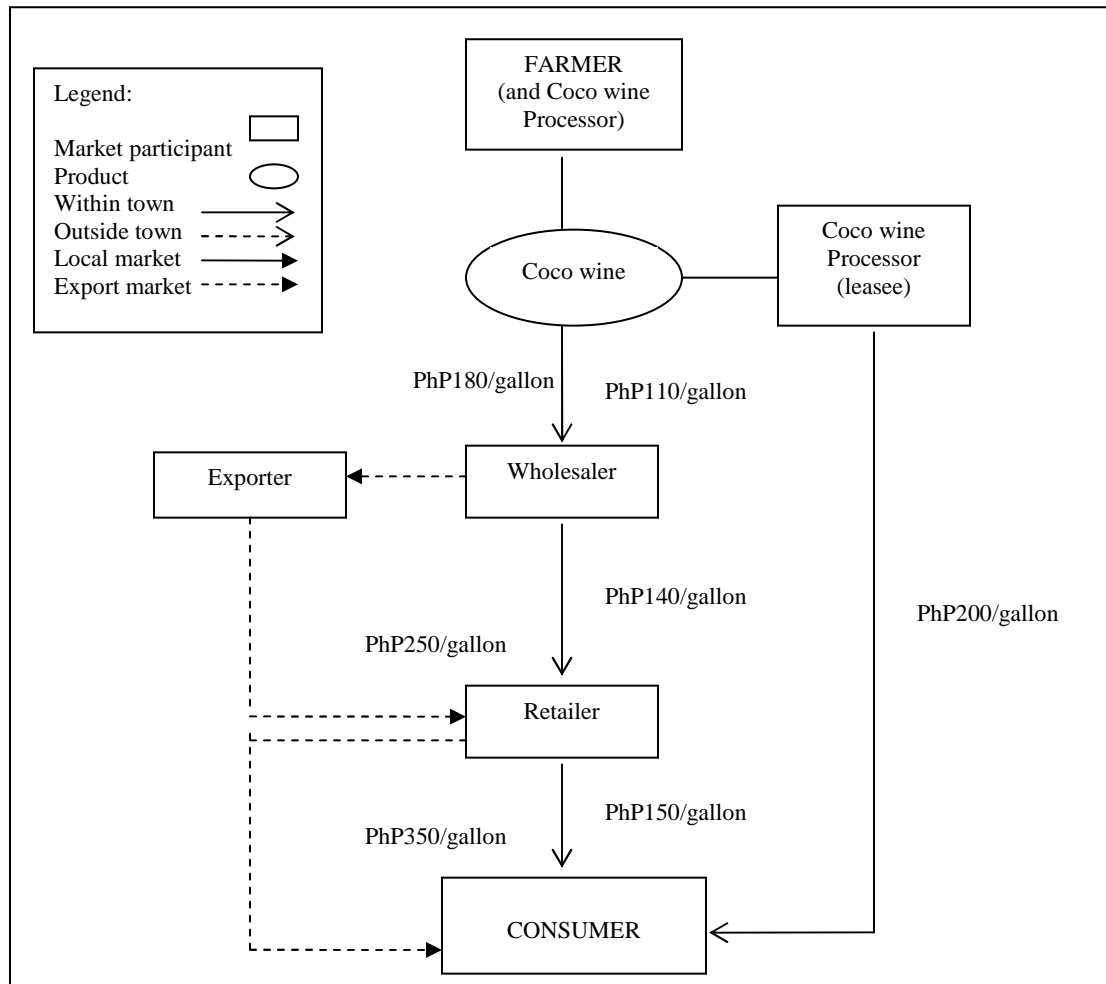 FARMER
(and Coco wine
Processor)
Legend:
Market participant
Product
Within town
Outside town
Local market
Export market
Coco wine
Coco wine
Processor
(leasee)
PhP180/gallon
PhP110/gallon
Exporter
Wholesaler
PhP140/gallon
PhP200/gallon
PhP250/gallon
Retailer
PhP150/gallon
PhP350/gallon
CONSUMER